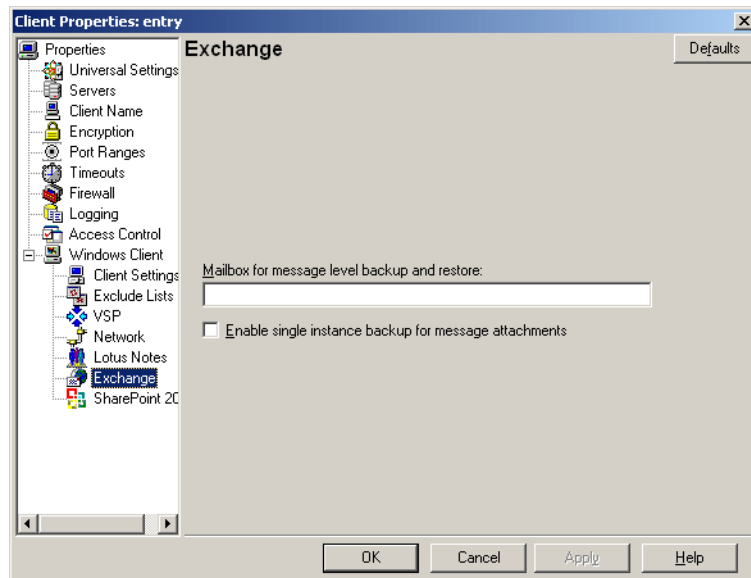 Client Properties: entry
Properties
Universal Settings
Servers
Client Name
Encryption
Port Ranges
Timeouts
Firewall
Logging
Access Control
Windows Client
Client Settings
Exclude Lists
VSP
Network
Lotus Notes
Exchange
SharePoint 20
Exchange
Defaults
Mailbox for message level backup and restore:
Enable single instance backup for message attachments
OK
Cancel
Apply
Help